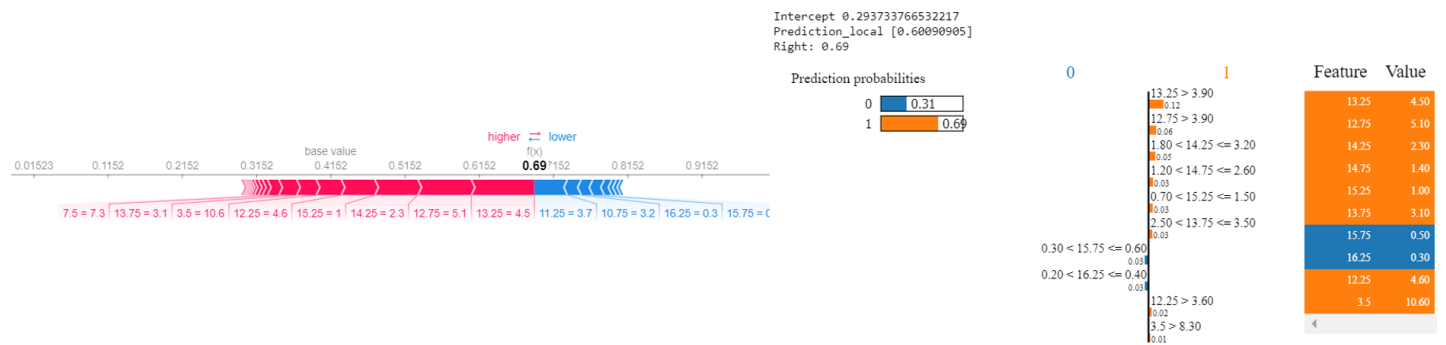 higher lower
base value f(x)
0.01523 0.1152 0.2152 0.3152 0.4152 0.5152 0.6152 0.69 0.7152 0.8152 0.9152
7.5 = 7.3 13.75 = 3.1 3.5 = 10.6 12.25 = 4.6 15.25 = 1 14.25 = 2.3 12.75 = 5.1 13.25 = 4.5 11.25 = 3.7 10.75 = 3.2 16.25 = 0.3 15.75 =
Intercept 0.293733766532217
Prediction_local [0.60090905]
Right: 0.69
Prediction probabilities
0 0.31
1 0.69
0 1
13.25 > 3.90
0.12
12.75 > 3.90
0.06
1.80 < 14.25 <= 3.20
0.05
1.20 < 14.75 <= 2.60
0.03
0.70 < 15.25 <= 1.50
0.03
2.50 < 13.75 <= 3.50
0.03
0.30 < 15.75 <= 0.60
0.03
0.20 < 16.25 <= 0.40
0.03
12.25 > 3.60
0.02
3.5 > 8.30
0.01
Feature Value
13.25 4.50
12.75 5.10
14.25 2.30
14.75 1.40
15.25 1.00
13.75 3.10
15.75 0.50
16.25 0.30
12.25 4.60
3.5 10.60